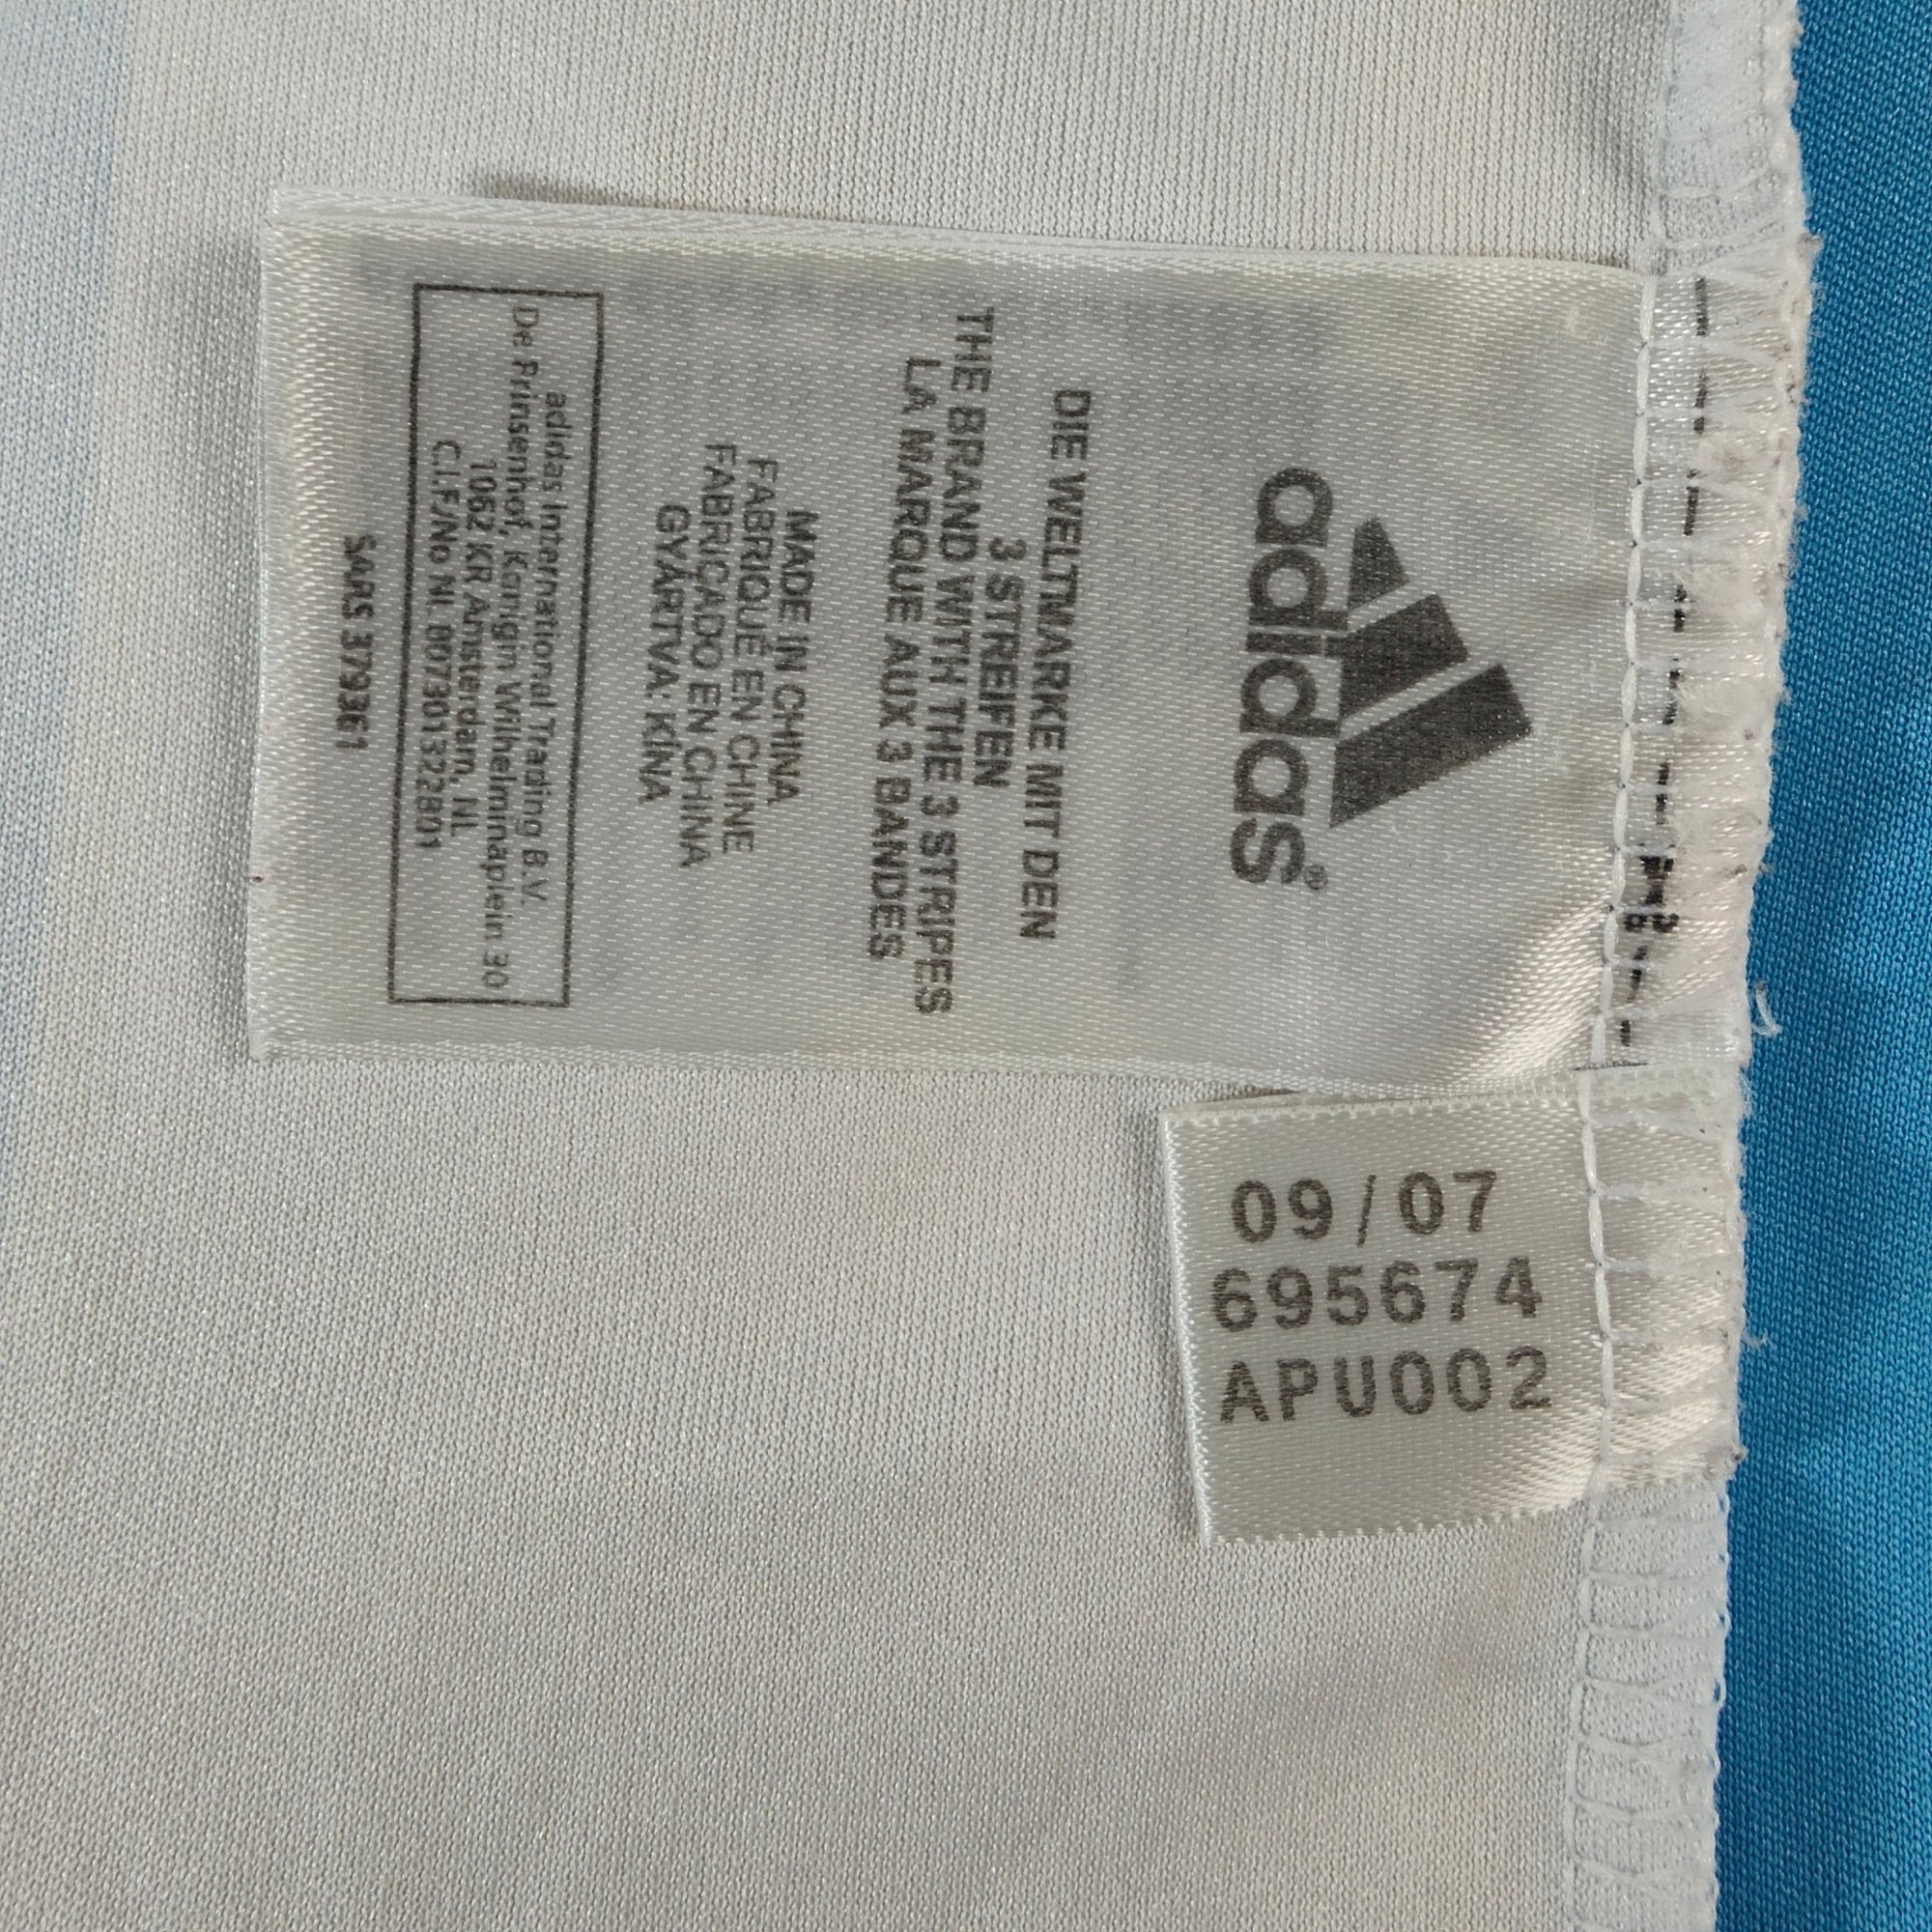 adidas®
DIE WELTMARKE MIT DEN
3 STREIFEN
THE BRAND WITH THE 3 STRIPES
LA MARQUE AUX 3 BANDES
MADE IN CHINA
FABRIQUÉ EN CHINE
FABRICADO EN CHINA
GYÁRTVA: KÍNA
adidas International Trading B.V.
De Prinsenhof, Konigin Wilhelminaplein 30
1062 KR Amsterdam, NL
C.I.F./No NL 007301322B01
379361
09/07
695674
APU002